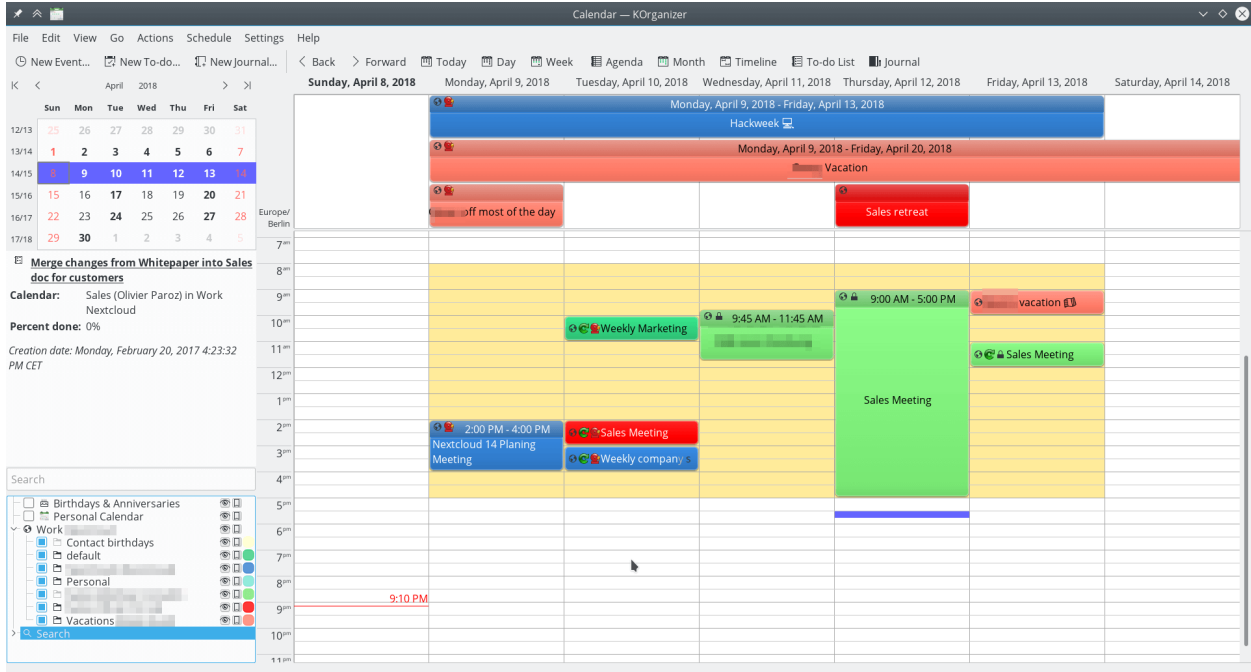 Calendar — KOrganizer
File Edit View Go Actions Schedule Settings Help
New Event... New To-do... New Journal... Back Forward Today Day Week Agenda Month Timeline To-do List Journal
April 2018
Sun Mon Tue Wed Thu Fri Sat
12/13 25 26 27 28 29 30 31
13/14 1 2 3 4 5 6 7
14/15 8 9 10 11 12 13 14
15/16 15 16 17 18 19 20 21
16/17 22 23 24 25 26 27 28
17/18 29 30 1 2 3 4 5
Merge changes from Whitepaper into Sales
doc for customers
Calendar: Sales (Olivier Paroz) in Work
Nextcloud
Percent done: 0%
Creation date: Monday, February 20, 2017 4:23:32
PM CET
Search
Birthdays & Anniversaries
Personal Calendar
Work
Contact birthdays
default
Personal
Vacations
Search
Sunday, April 8, 2018 Monday, April 9, 2018 Tuesday, April 10, 2018 Wednesday, April 11, 2018 Thursday, April 12, 2018 Friday, April 13, 2018 Saturday, April 14, 2018
Monday, April 9, 2018 - Friday, April 13, 2018
Hackweek
Monday, April 9, 2018 - Friday, April 20, 2018
Vacation
off most of the day
Sales retreat
Europe/
Berlin
7am
8am
9am
10am
11am
12pm
1pm
2pm
3pm
4pm
5pm
6pm
7pm
8pm
9pm
10pm
11pm
9:00 AM - 5:00 PM
Sales Meeting
vacation
Weekly Marketing
9:45 AM - 11:45 AM
Sales Meeting
2:00 PM - 4:00 PM
Nextcloud 14 Planing
Meeting
Sales Meeting
Weekly company s
9:10 PM